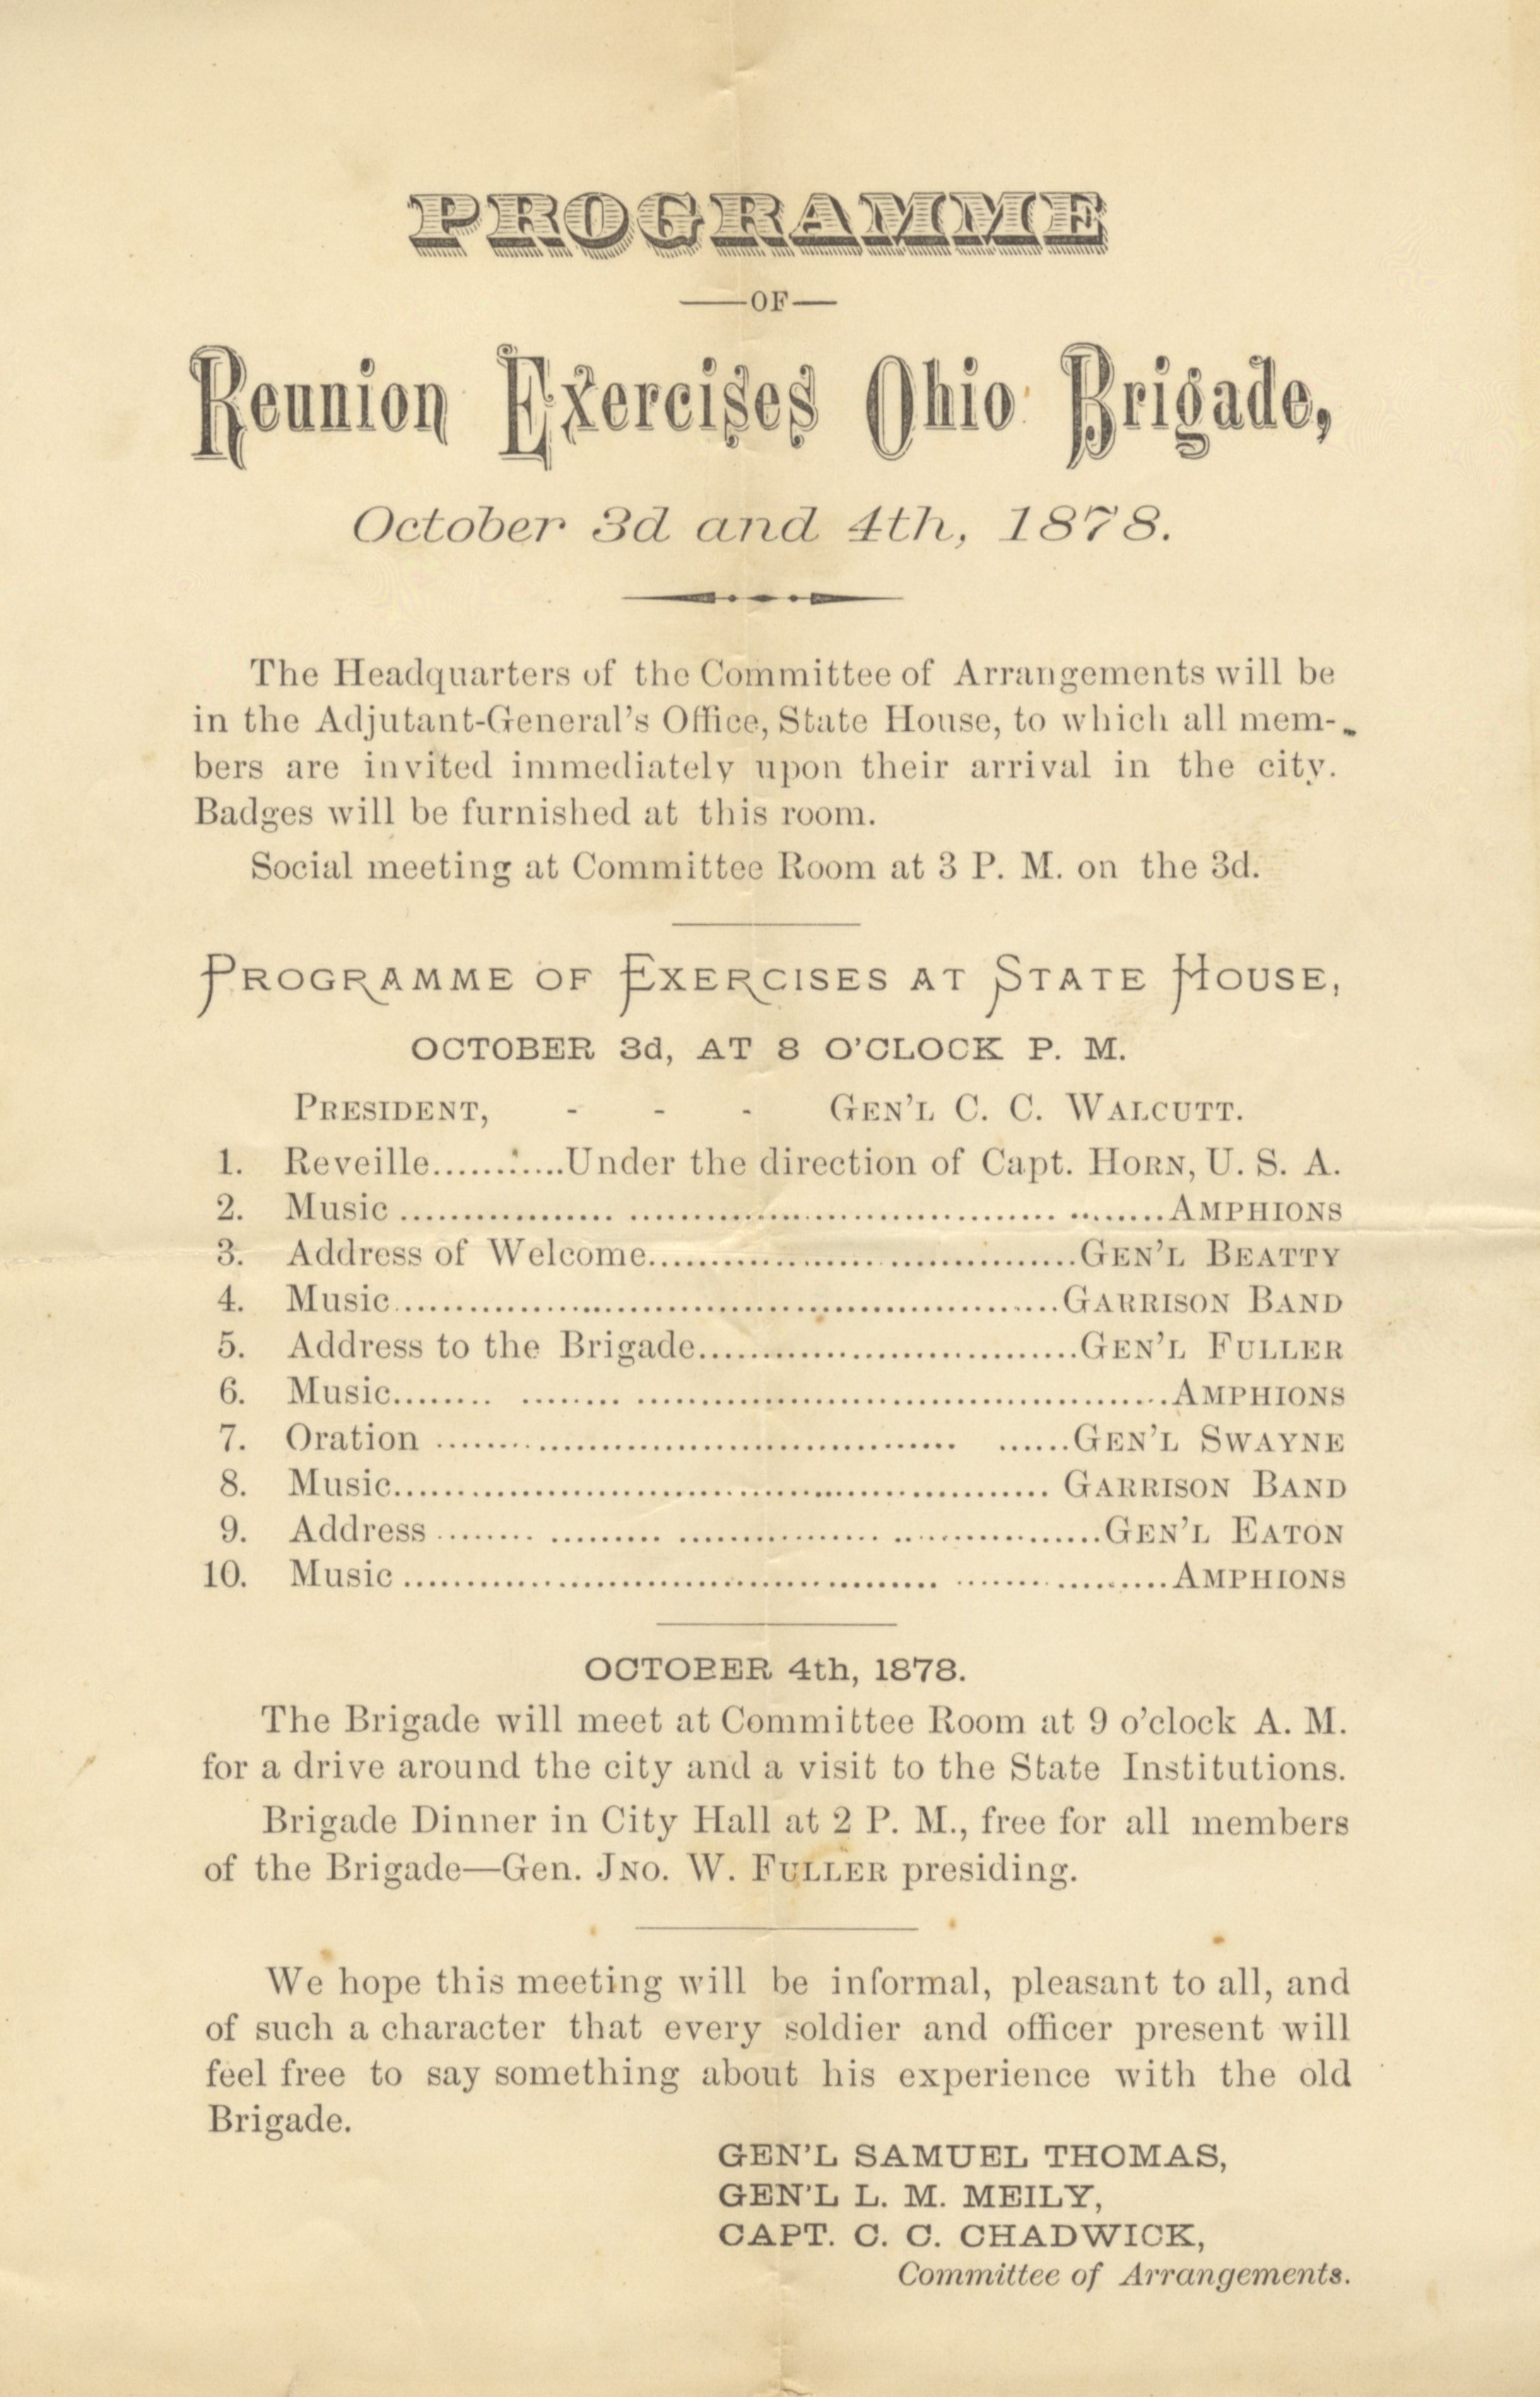 PROGRAMME
—OF—
Reunion Exercises Ohio Brigade,
October 3d and 4th, 1878.
The Headquarters of the Committee of Arrangements will be
in the Adjutant-General's Office, State House, to which all mem-
bers are invited immediately upon their arrival in the city.
Badges will be furnished at this room.
Social meeting at Committee Room at 3 P. M. on the 3d.
PROGRAMME OF EXERCISES AT STATE HOUSE,
OCTOBER 3d, AT 8 O'CLOCK P. M.
PRESIDENT, - - - GEN'L C. C. WALCUTT.
1. Reveille...........Under the direction of Capt. HORN, U. S. A.
2. Music ............................................................AMPHIONS
3. Address of Welcome..................................GEN'L BEATTY
4. Music.....................................................GARRISON BAND
5. Address to the Brigade..............................GEN'L FULLER
6. Music............................................................AMPHIONS
7. Oration ..................................................GEN'L SWAYNE
8. Music.................................................... GARRISON BAND
9. Address ....................................................GEN'L EATON
10. Music ............................................................AMPHIONS
OCTOBER 4th, 1878.
The Brigade will meet at Committee Room at 9 o'clock A. M.
for a drive around the city and a visit to the State Institutions.
Brigade Dinner in City Hall at 2 P. M., free for all members
of the Brigade—Gen. JNO. W. FULLER presiding.
We hope this meeting will be informal, pleasant to all, and
of such a character that every soldier and officer present will
feel free to say something about his experience with the old
Brigade.
GEN'L SAMUEL THOMAS,
GEN'L L. M. MEILY,
CAPT. C. C. CHADWICK,
Committee of Arrangements.